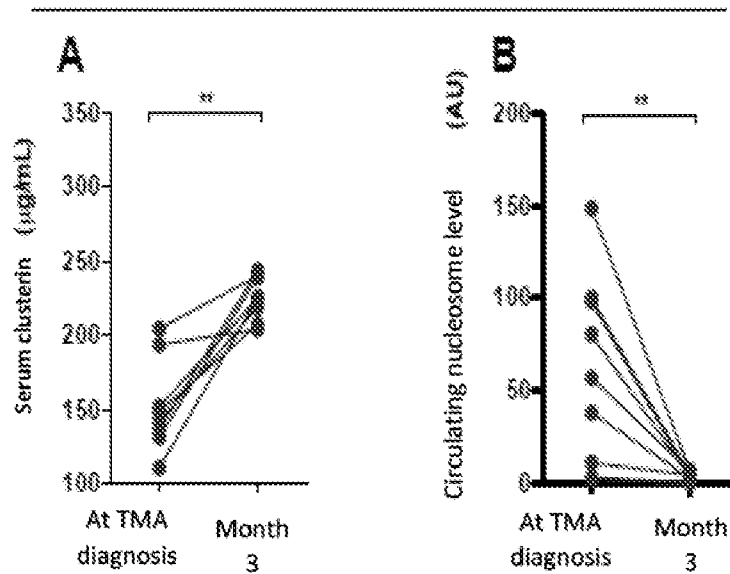 A
**
Serum clusterin (µg/mL)
350
300
250
200
150
100
At TMA
diagnosis
Month
3
B
**
Circulating nucleosome level (AU)
200
150
100
50
0
At TMA
diagnosis
Month
3